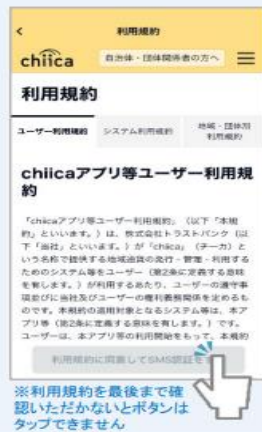 利用規約
chiica 自治体・団体関係者の方へ
利用規約
ユーザー利用規約 システム利用規約 地域・団体別
利用規約
chiicaアプリ等ユーザー利用規
約
「chiicaアプリ等ユーザー利用規約」（以下「本規
約」といいます。）は、株式会社トラストバンク（以
下「当社」といいます。）が「chiica」（チーカ）と
いう名称で提供する地域通貨の発行・管理・利用する
ためのシステム等をユーザー（第2条に定義する意味
を有します。）が利用するあたり、ユーザーの遵守事
項並びに当社及びユーザーの権利義務関係を定めるも
のです。本規約の適用対象となるシステム等は、本ア
プリ等（第2条に定義する意味を有します。）です。
ユーザーは、本アプリ等の利用開始をもって、本規約
利用規約に同意してSMS認証をす
※利用規約を最後まで確
認いただかないとボタンは
タップできません